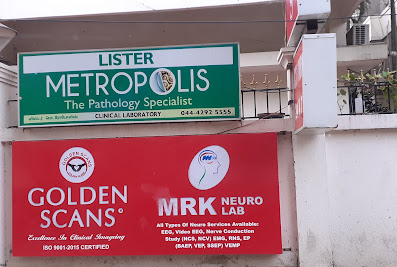 LISTER
METROPOLIS
The Pathology Specialist
CLINICAL LABORATORY
044-4292 5555
GOLDEN SCANS
GOLDEN
SCANS
Excellence In Clinical Imaging
ISO 9001-2015 CERTIFIED
MRK NEURO
LAB
All Types Of Neuro Services Available:
EEG, Video EEG, Nerve Conduction
Study (HCS, NCV) EMG, RNS, EP
(BAEP, VEP, SSEP) VEMP